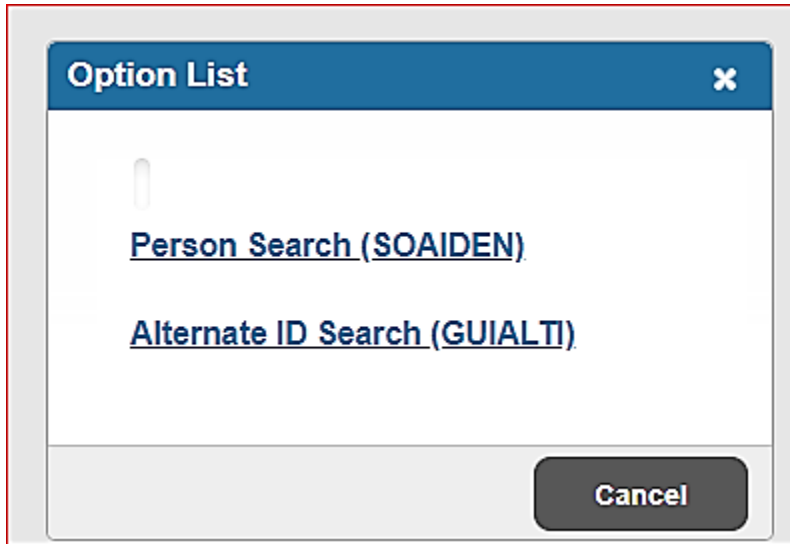 Option List
Person Search (SOAIDEN)
Alternate ID Search (GUIALTI)
Cancel